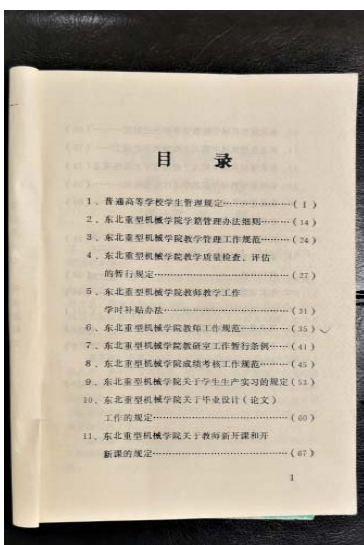 目 录
1、普通高等学校学生管理规定…………………( 1 )
2、东北重型机械学院学籍管理办法细则………( 14 )
3、东北重型机械学院教学管理工作规范………( 24 )
4、东北重型机械学院教学质量检查、评估
的暂行规定……………………………………( 27 )
5、东北重型机械学院教师教学工作
学时补贴办法…………………………………( 31 )
6、东北重型机械学院教师工作规范……………( 35 )
7、东北重型机械学院教研室工作暂行条例……( 41 )
8、东北重型机械学院成绩考核工作规范………( 45 )
9、东北重型机械学院关于学生生产实习的规定( 53 )
10、东北重型机械学院关于毕业设计（论文）
工作的规定……………………………………( 60 )
11、东北重型机械学院关于教师新开课和开
新课的规定……………………………………( 67 )
1